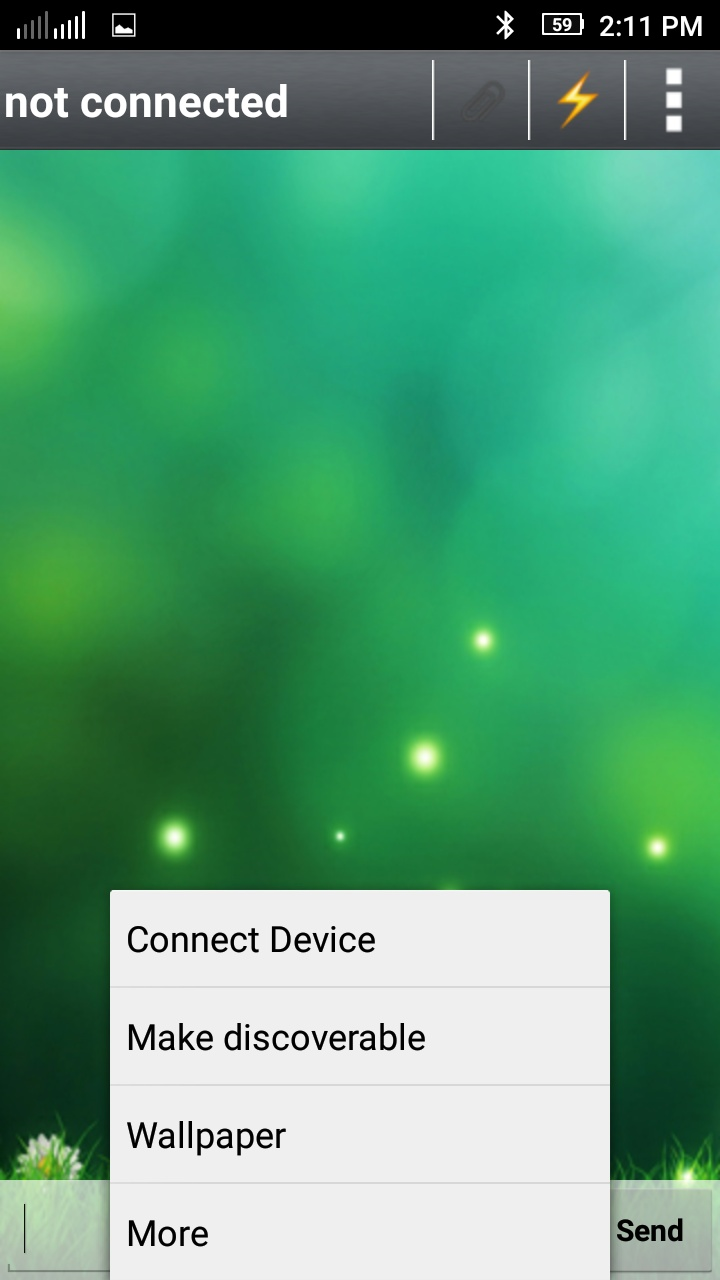 59 2:11 PM
not connected
Connect Device
Make discoverable
Wallpaper
More
Send